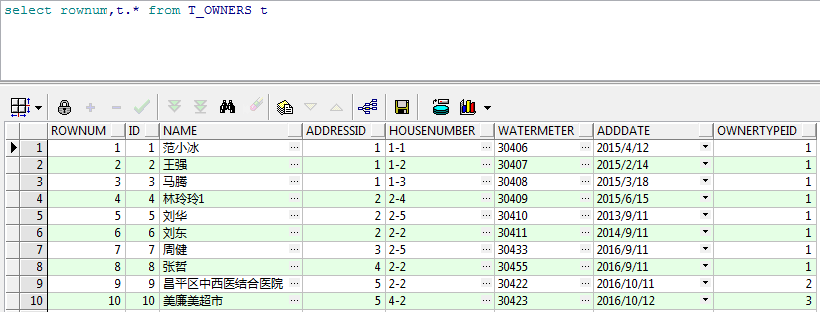 select rownum,t.* from T_OWNERS t
ROWNUM ID NAME ADDRESSID HOUSENUMBER WATERMETER ADDDATE OWNERTYPEID
1 1 1 范小冰 ... 1 1-1 ... 30406 ... 2015/4/12 1
2 2 2 王强 ... 1 1-2 ... 30407 ... 2015/2/14 1
3 3 3 马腾 ... 1 1-3 ... 30408 ... 2015/3/18 1
4 4 4 林玲玲1 ... 2 2-4 ... 30409 ... 2015/6/15 1
5 5 5 刘华 ... 2 2-5 ... 30410 ... 2013/9/11 1
6 6 6 刘东 ... 2 2-2 ... 30411 ... 2014/9/11 1
7 7 7 周健 ... 3 2-5 ... 30433 ... 2016/9/11 1
8 8 8 张哲 ... 4 2-2 ... 30455 ... 2016/9/11 1
9 9 9 昌平区中西医结合医院 ... 5 2-2 ... 30422 ... 2016/10/11 2
10 10 10 美廉美超市 ... 5 4-2 ... 30423 ... 2016/10/12 3